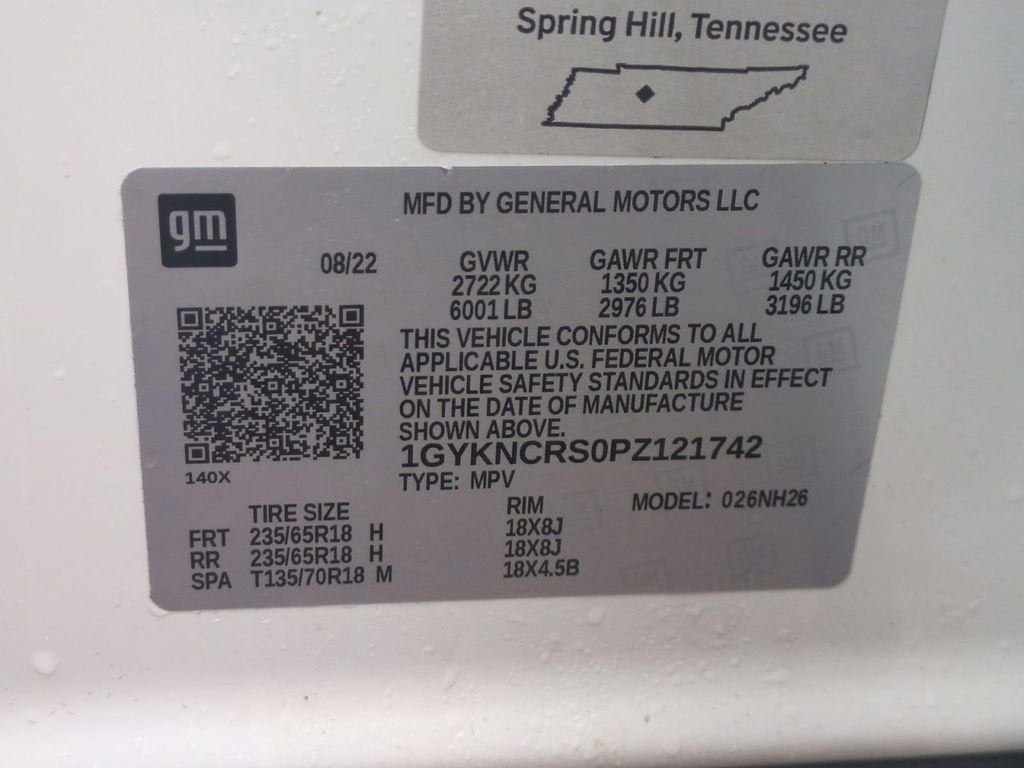 Spring Hill, Tennessee
gm
MFD BY GENERAL MOTORS LLC
08/22
GVWR GAWR FRT GAWR RR
2722 KG 1350 KG 1450 KG
6001 LB 2976 LB 3196 LB
THIS VEHICLE CONFORMS TO ALL
APPLICABLE U.S. FEDERAL MOTOR
VEHICLE SAFETY STANDARDS IN EFFECT
ON THE DATE OF MANUFACTURE
SHOWN ABOVE.
1GYKNCRS0PZ121742
140X
TYPE: MPV
MODEL: 026NH26
TIRE SIZE RIM
FRT 235/65R18 H 18X8J
RR 235/65R18 H 18X8J
SPA T135/70R18 M 18X4.5B
GM
GM